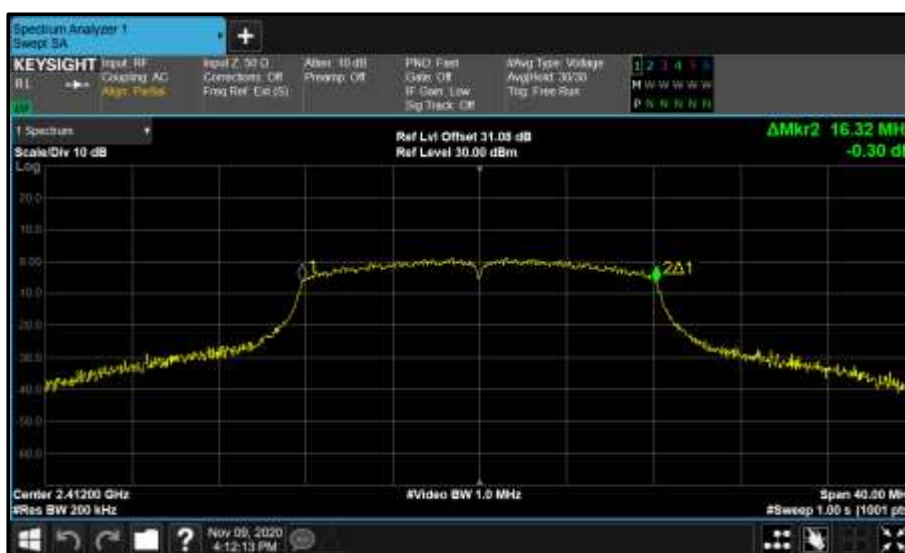 Spectrum Analyzer 1
Swept SA
KEYSIGHT
Input: RF
Coupling: AC
Align: Partial
Input Z: 50 Ω
Corrections: Off
Freq Ref: Ext (S)
Atten: 10 dB
Preamp: Off
PNO: Fast
Gate: Off
IF Gain: Low
Sig Track: Off
Avg Type: Voltage
Avg|Hold: 30/30
Trig: Free Run
1 2 3 4 5 6
M W W W W W
P N N N N N
1 Spectrum
Scale/Div 10 dB
Log
Ref Lvl Offset 31.08 dB
Ref Level 30.00 dBm
ΔMkr2 16.32 MH
-0.30 d
20.0
10.0
0.00
-10.0
-20.0
-30.0
-40.0
-50.0
-60.0
1
2Δ1
Center 2.41200 GHz
#Res BW 200 kHz
#Video BW 1.0 MHz
Span 40.00 MH
#Sweep 1.00 s (1001 pt
Nov 09, 2020
4:12:13 PM